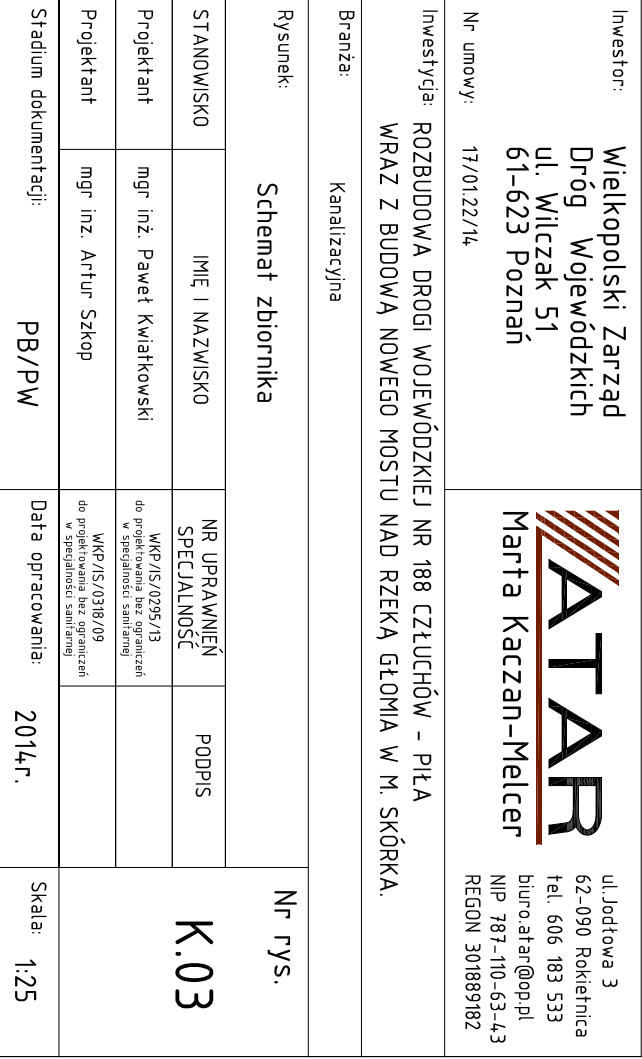 Inwestor:
Wielkopolski Zarząd
Dróg Wojewódzkich
ul. Wilczak 51
61-623 Poznań
Nr umowy: 17/01.22/14
ATAR
Marta Kaczan-Melcer
ul.Jodłowa 3
62-090 Rokietnica
tel. 606 183 533
biuro.atar@op.pl
NIP 787-110-63-43
REGON 301889182
Inwestycja: ROZBUDOWA DROGI WOJEWÓDZKIEJ NR 188 CZŁUCHÓW - PIŁA
WRAZ Z BUDOWĄ NOWEGO MOSTU NAD RZEKĄ GŁOMIA W M. SKÓRKA.
Branża: Kanalizacyjna
Rysunek: Schemat zbiornika
Nr rys.
K.03
STANOWISKO
IMIĘ I NAZWISKO
NR UPRAWNIEŃ
SPECJALNOŚĆ
PODPIS
Projektant
mgr inż. Paweł Kwiatkowski
WKP/IS/0295/13
do projektowania bez ograniczeń
w specjalności sanitarnej
Projektant
mgr inz. Artur Szkop
WKP/IS/0318/09
do projektowania bez ograniczeń
w specjalności sanitarnej
Stadium dokumentacji: PB/PW
Data opracowania: 2014r.
Skala: 1:25